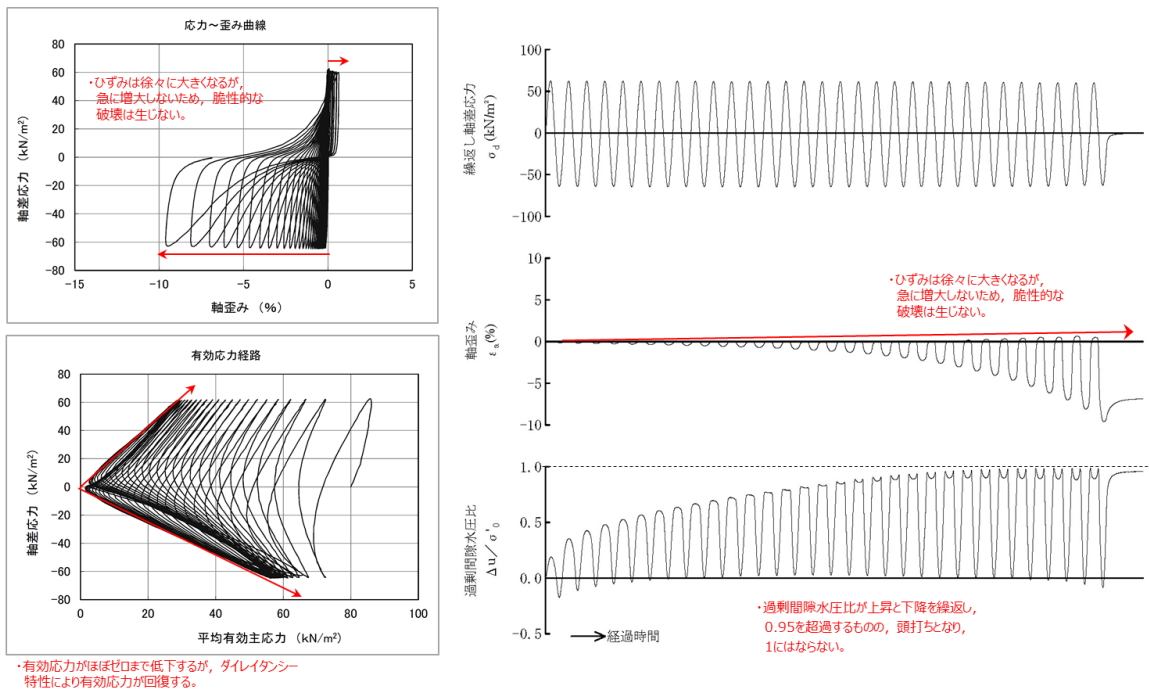 応力～歪み曲線
80
60
40
20
0
-20
-40
-60
-80
軸差応力 (kN/m²)
・ひずみは徐々に大きくなるが,
急に増大しないため, 脆性的な
破壊は生じない。
-15
-10
-5
0
5
軸歪み (%)
有効応力経路
80
60
40
20
0
-20
-40
-60
-80
軸差応力 (kN/m²)
0
20
40
60
80
100
平均有効主応力 (kN/m²)
・有効応力がほぼゼロまで低下するが, ダイレイタンシー
特性により有効応力が回復する。
繰返し軸差応力
σd(kN/m²)
100
50
0
-50
-100
軸歪み
εa(%)
10
5
0
-5
-10
・ひずみは徐々に大きくなるが,
急に増大しないため, 脆性的な
破壊は生じない。
過剰間隙水圧比
Δu/σ'0
1.0
0.5
0.0
-0.5
経過時間
・過剰間隙水圧比が上昇と下降を繰返し,
0.95を超過するものの, 頭打ちとなり,
1にはならない。